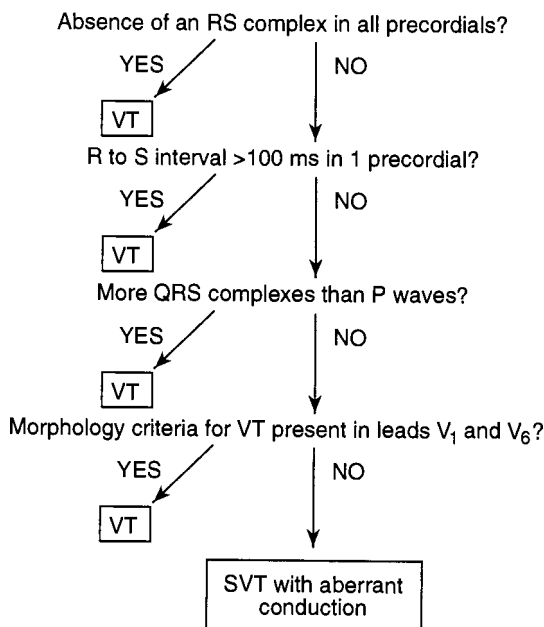 Absence of an RS complex in all precordials?
YES
NO
VT
R to S interval >100 ms in 1 precordial?
YES
NO
VT
More QRS complexes than P waves?
YES
NO
VT
Morphology criteria for VT present in leads V₁ and V₆?
YES
NO
VT
SVT with aberrant
conduction